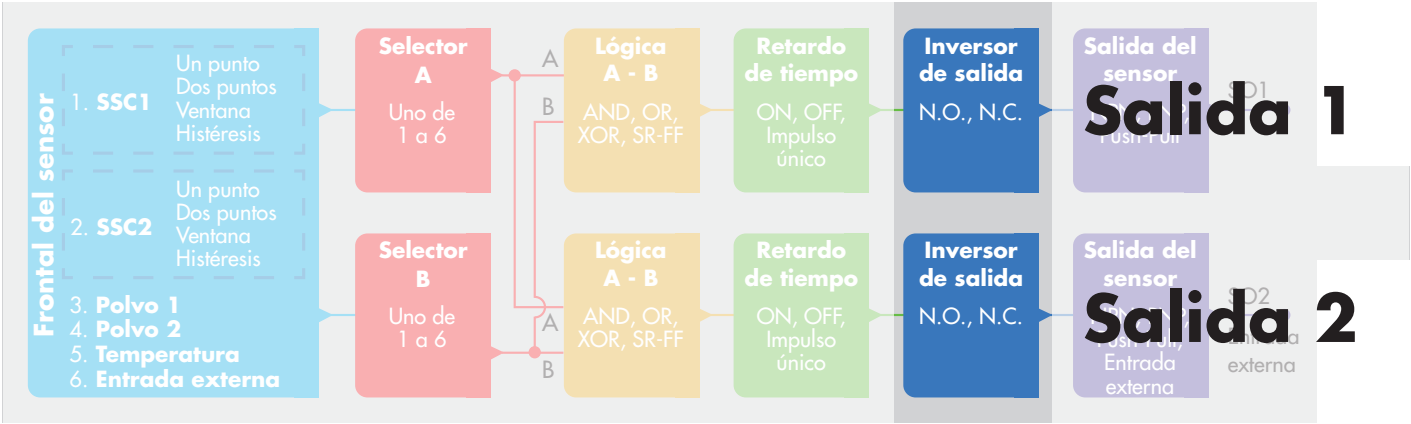 Frontal del sensor
1. SSC1
Un punto
Dos puntos
Ventana
Histéresis
2. SSC2
Un punto
Dos puntos
Ventana
Histéresis
3. Polvo 1
4. Polvo 2
5. Temperatura
6. Entrada externa
Selector
A
Uno de
1 a 6
A
B
Lógica
A - B
AND, OR,
XOR, SR-FF
Retardo
de tiempo
ON, OFF,
Impulso
único
Inversor
de salida
N.O., N.C.
Salida del
sensor
Push-Pull
SO1
Salida 1
Selector
B
Uno de
1 a 6
A
B
Lógica
A - B
AND, OR,
XOR, SR-FF
Retardo
de tiempo
ON, OFF,
Impulso
único
Inversor
de salida
N.O., N.C.
Salida del
sensor
Push-Pull,
Entrada
externa
SO2
Entrada
externa
Salida 2